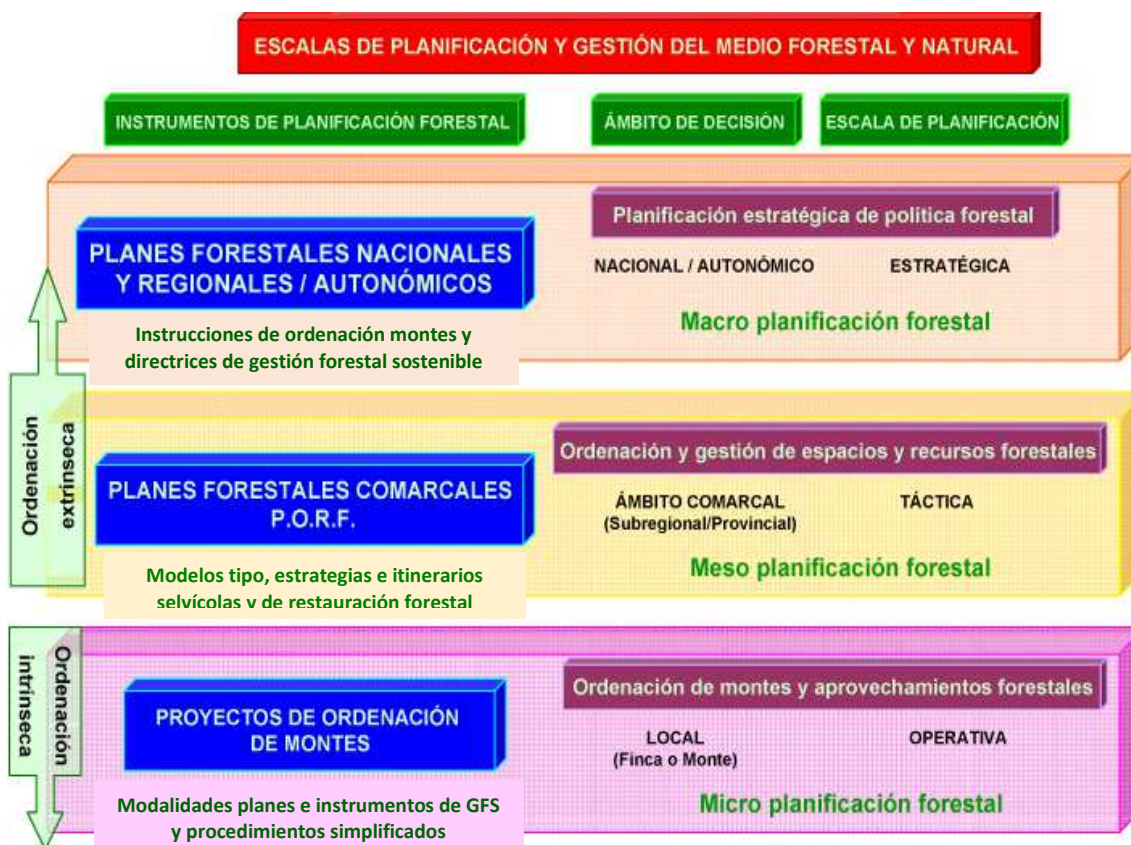 ESCALAS DE PLANIFICACIÓN Y GESTIÓN DEL MEDIO FORESTAL Y NATURAL
INSTRUMENTOS DE PLANIFICACIÓN FORESTAL
ÁMBITO DE DECISIÓN
ESCALA DE PLANIFICACIÓN
Planificación estratégica de política forestal
PLANES FORESTALES NACIONALES
Y REGIONALES / AUTONÓMICOS
NACIONAL / AUTONÓMICO
ESTRATÉGICA
Macro planificación forestal
Instrucciones de ordenación montes y
directrices de gestión forestal sostenible
Ordenación
extrínseca
Ordenación y gestión de espacios y recursos forestales
PLANES FORESTALES COMARCALES
P.O.R.F.
ÁMBITO COMARCAL
(Subregional/Provincial)
TÁCTICA
Meso planificación forestal
Modelos tipo, estrategias e itinerarios
selvícolas y de restauración forestal
Ordenación
intrínseca
Ordenación de montes y aprovechamientos forestales
PROYECTOS DE ORDENACIÓN
DE MONTES
LOCAL
(Finca o Monte)
OPERATIVA
Micro planificación forestal
Modalidades planes e instrumentos de GFS
y procedimientos simplificados